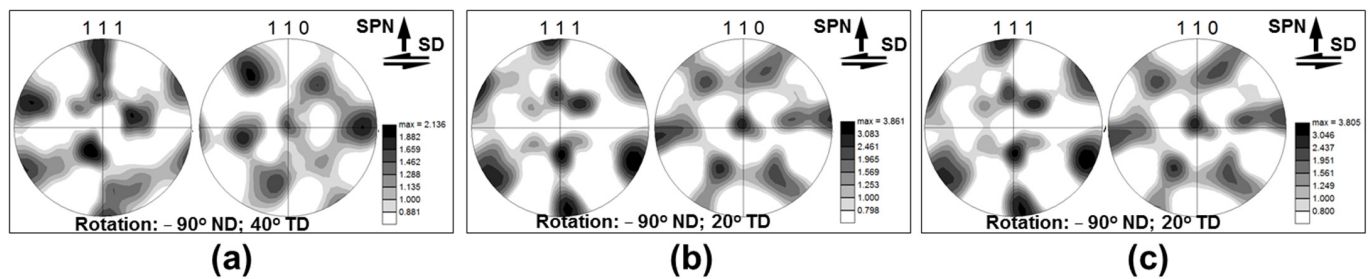 1 1 1
1 1 0
SPN
SD
max = 2.136
1.882
1.659
1.462
1.288
1.135
1.000
0.881
Rotation: – 90° ND; 40° TD
(a)
1 1 1
1 1 0
SPN
SD
max = 3.861
3.083
2.461
1.965
1.569
1.253
1.000
0.798
Rotation: – 90° ND; 20° TD
(b)
1 1 1
1 1 0
SPN
SD
max = 3.805
3.046
2.437
1.951
1.561
1.249
1.000
0.800
Rotation: – 90° ND; 20° TD
(c)